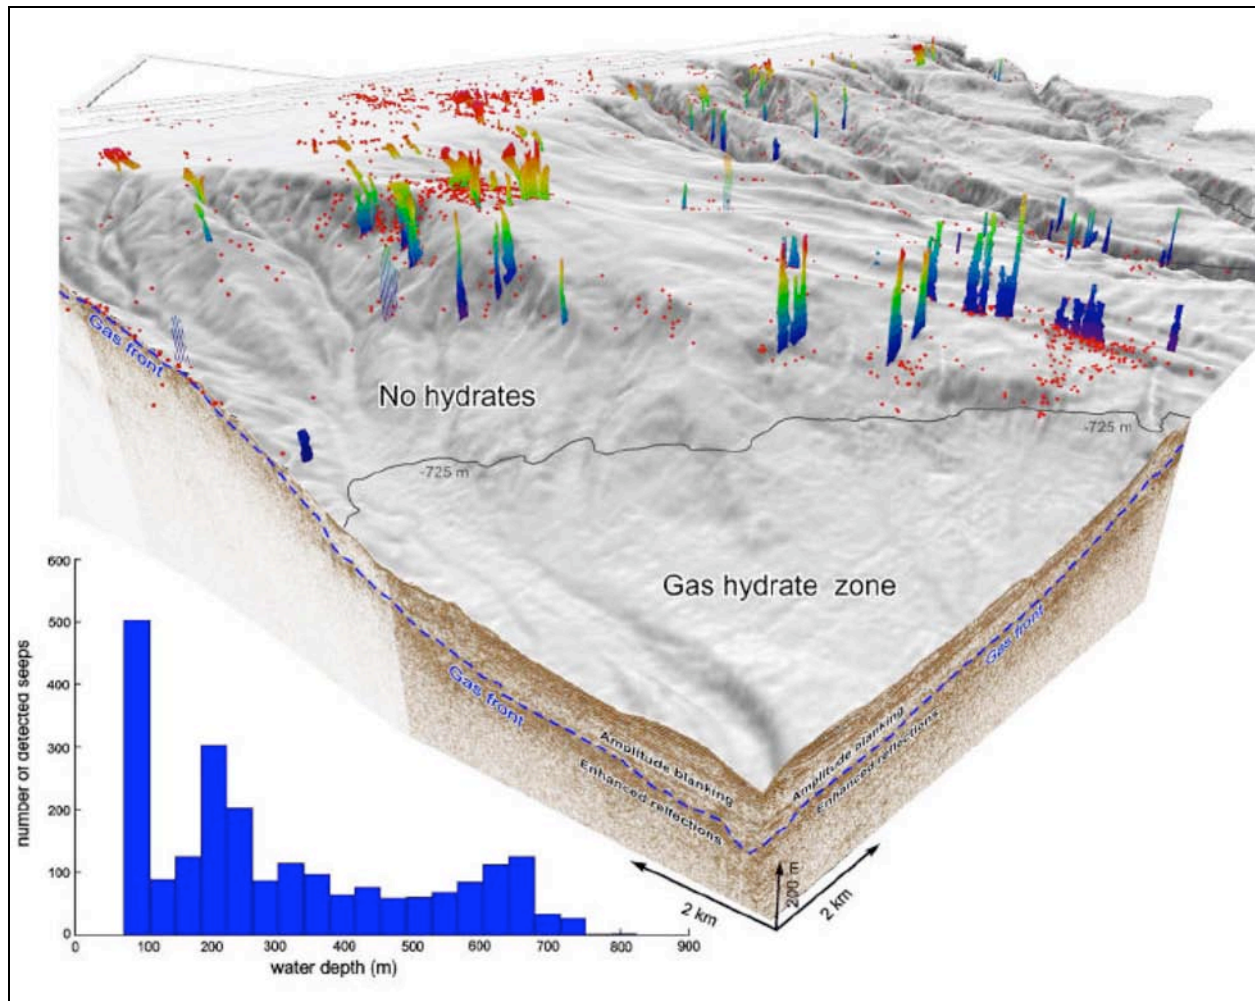 No hydrates
-725 m
-725 m
Gas hydrate zone
Gas front
Gas front
Gas front
Amplitude blanking
Enhanced relfections
Amplitude blanking
Enhanced reflections
200 m
2 km
2 km
number of detected seeps
600
500
400
300
200
100
0
0 100 200 300 400 500 600 700 800 900
water depth (m)